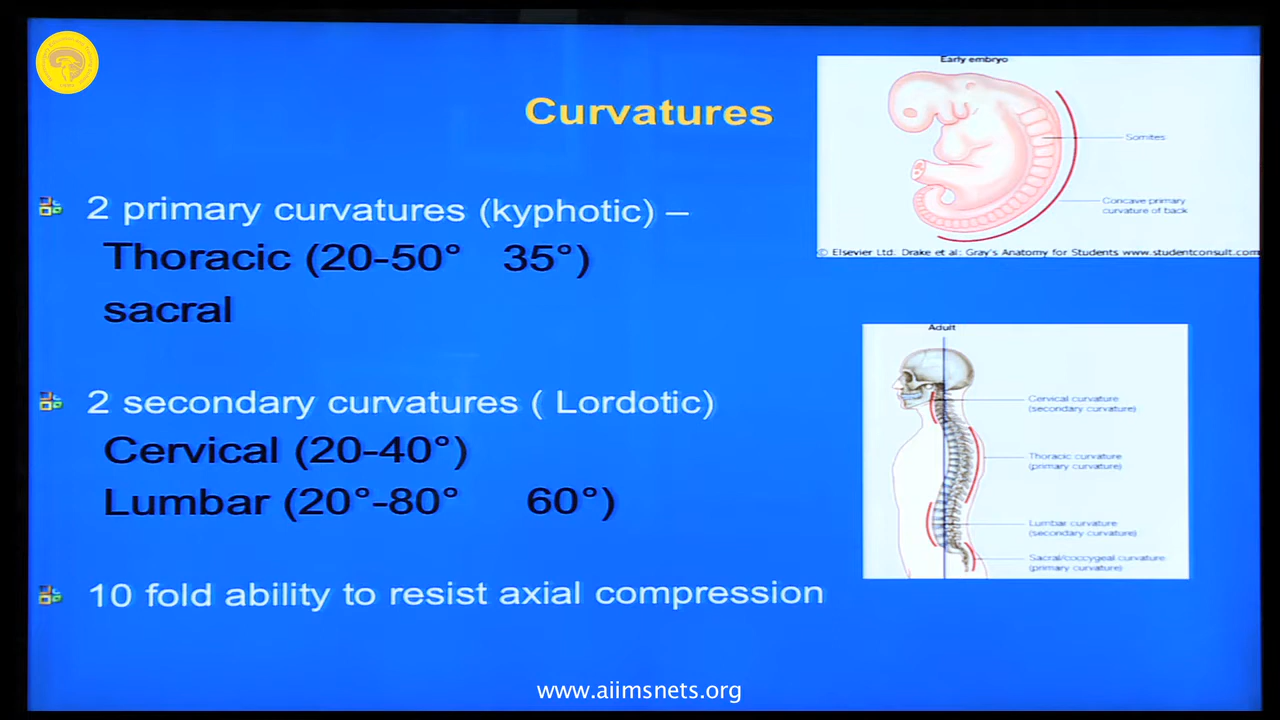 Curvatures
2 primary curvatures (kyphotic) –
Thoracic (20-50° 35°)
sacral
2 secondary curvatures ( Lordotic)
Cervical (20-40°)
Lumbar (20°-80° 60°)
10 fold ability to resist axial compression
Early embryo
Somites
Concave primary
curvature of back
© Elsevier Ltd. Drake et al: Gray's Anatomy for Students www.studentconsult.com
Adult
Cervical curvature
(secondary curvature)
Thoracic curvature
(primary curvature)
Lumbar curvature
(secondary curvature)
Sacral/coccygeal curvature
(primary curvature)
www.aiimsnets.org